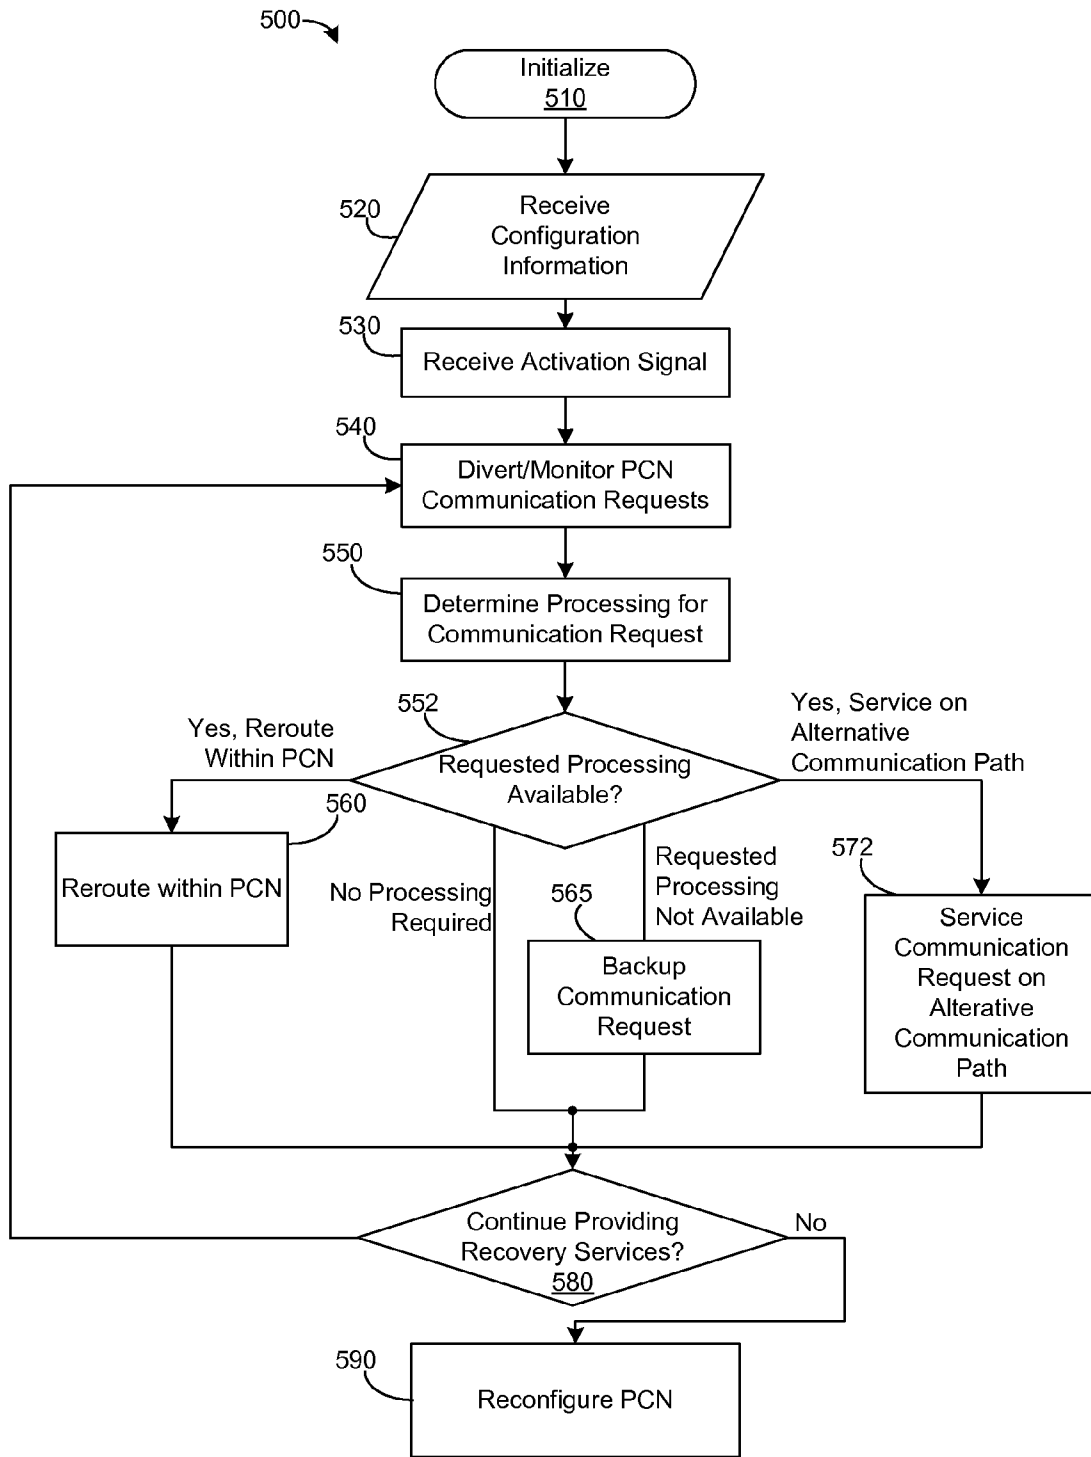 500
Initialize
510
520
Receive
Configuration
Information
530
Receive Activation Signal
540
Divert/Monitor PCN
Communication Requests
550
Determine Processing for
Communication Request
552
Requested Processing
Available?
Yes, Reroute
Within PCN
Yes, Service on
Alternative
Communication Path
560
Reroute within PCN
No Processing
Required
Requested
Processing
Not Available
565
Backup
Communication
Request
572
Service
Communication
Request on
Alterative
Communication
Path
Continue Providing
Recovery Services?
580
No
590
Reconfigure PCN